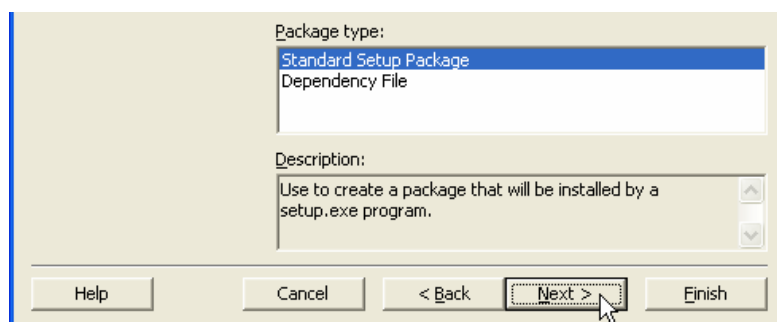 Package type:
Standard Setup Package
Dependency File
Description:
Use to create a package that will be installed by a
setup.exe program.
Help
Cancel
< Back
Next >
Finish